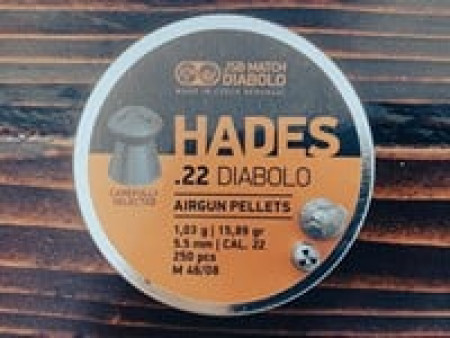 JSB MATCH
DIABOLO
MADE IN CZECH REPUBLIC
HADES
.22 DIABOLO
CAREFULLY
SELECTED
AIRGUN PELLETS
1,03 g | 15,89 gr
5,5 mm | CAL. 22
250 pcs
M 46/08